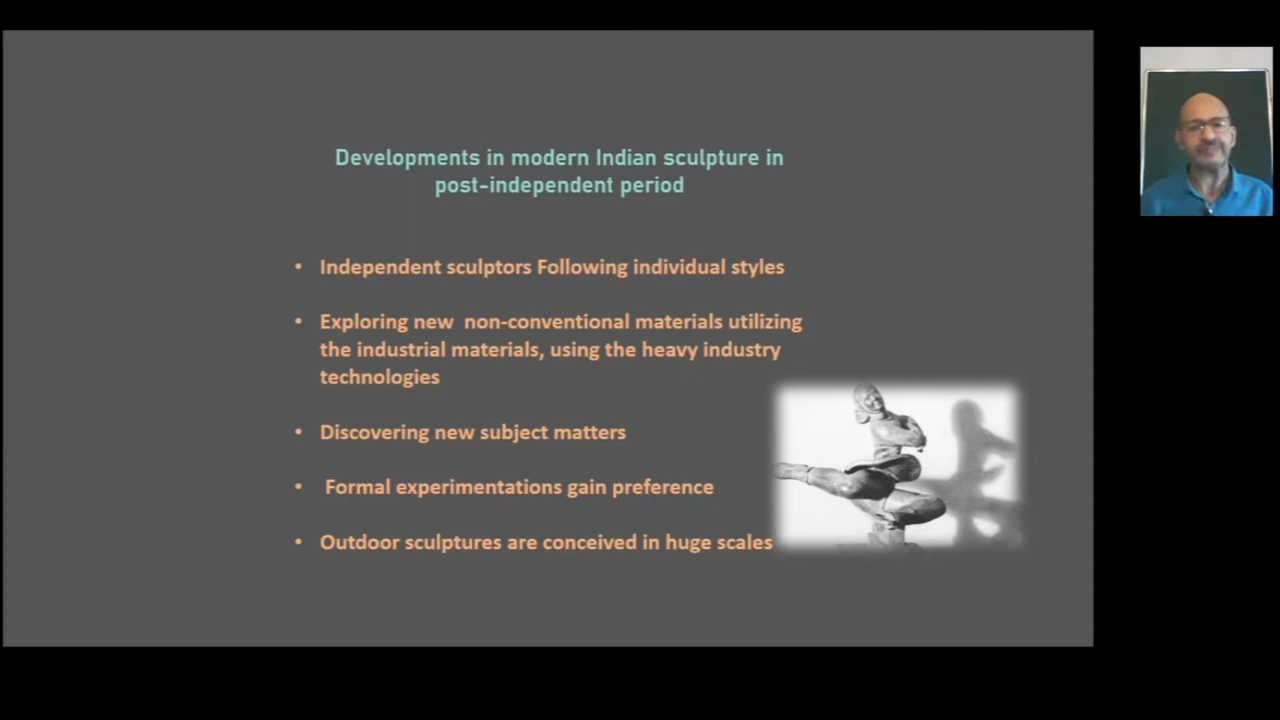 Developments in modern Indian sculpture in
post-independent period
• Independent sculptors Following individual styles
• Exploring new non-conventional materials utilizing
the industrial materials, using the heavy industry
technologies
• Discovering new subject matters
• Formal experimentations gain preference
• Outdoor sculptures are conceived in huge scales